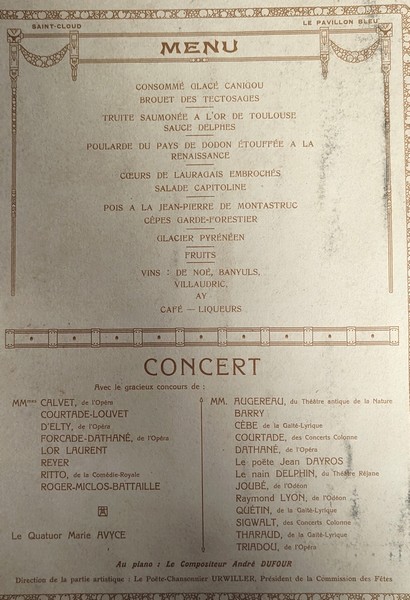 SAINT-CLOUD
LE PAVILLON BLEU
MENU
CONSOMMÉ GLACÉ CANIGOU
BROUET DES TECTOSAGES
TRUITE SAUMONÉE A L'OR DE TOULOUSE
SAUCE DELPHES
POULARDE DU PAYS DE DODON ÉTOUFFÉE A LA
RENAISSANCE
CŒURS DE LAURAGAIS EMBROCHÉS
SALADE CAPITOLINE
POIS A LA JEAN-PIERRE DE MONTASTRUC
CÊPES GARDE-FORESTIER
GLACIER PYRÉNÉEN
FRUITS
VINS : DE NOÉ, BANYULS,
VILLAUDRIC,
AY
CAFÉ — LIQUEURS
CONCERT
Avec le gracieux concours de :
MMmes CALVET, de l'Opéra
COURTADE-LOUVET
D'ELTY, de l'Opéra
FORCADE-DATHANÉ, de l'Opéra
LOR LAURENT
REYER
RITTO, de la Comédie-Royale
ROGER-MICLOS-BATTAILLE
Le Quatuor Marie AVYCE
MM. AUGEREAU, du Théâtre antique de la Nature
BARRY
CÈBE de la Gaîté-Lyrique
COURTADE, des Concerts Colonne
DATHANÉ, de l'Opéra
Le poète Jean DAYROS
Le nain DELPHIN, du Théâtre Réjane
JOUBÉ, de l'Odéon
Raymond LYON, de l'Odéon
QUÉTIN, de la Gaîté-Lyrique
SIGWALT, des Concerts Colonne
THARAUD, de la Gaîté-Lyrique
TRIADOU, de l'Opéra
Au piano : Le Compositeur André DUFOUR
Direction de la partie artistique : Le Poète-Chansonnier URWILLER, Président de la Commission des Fêtes